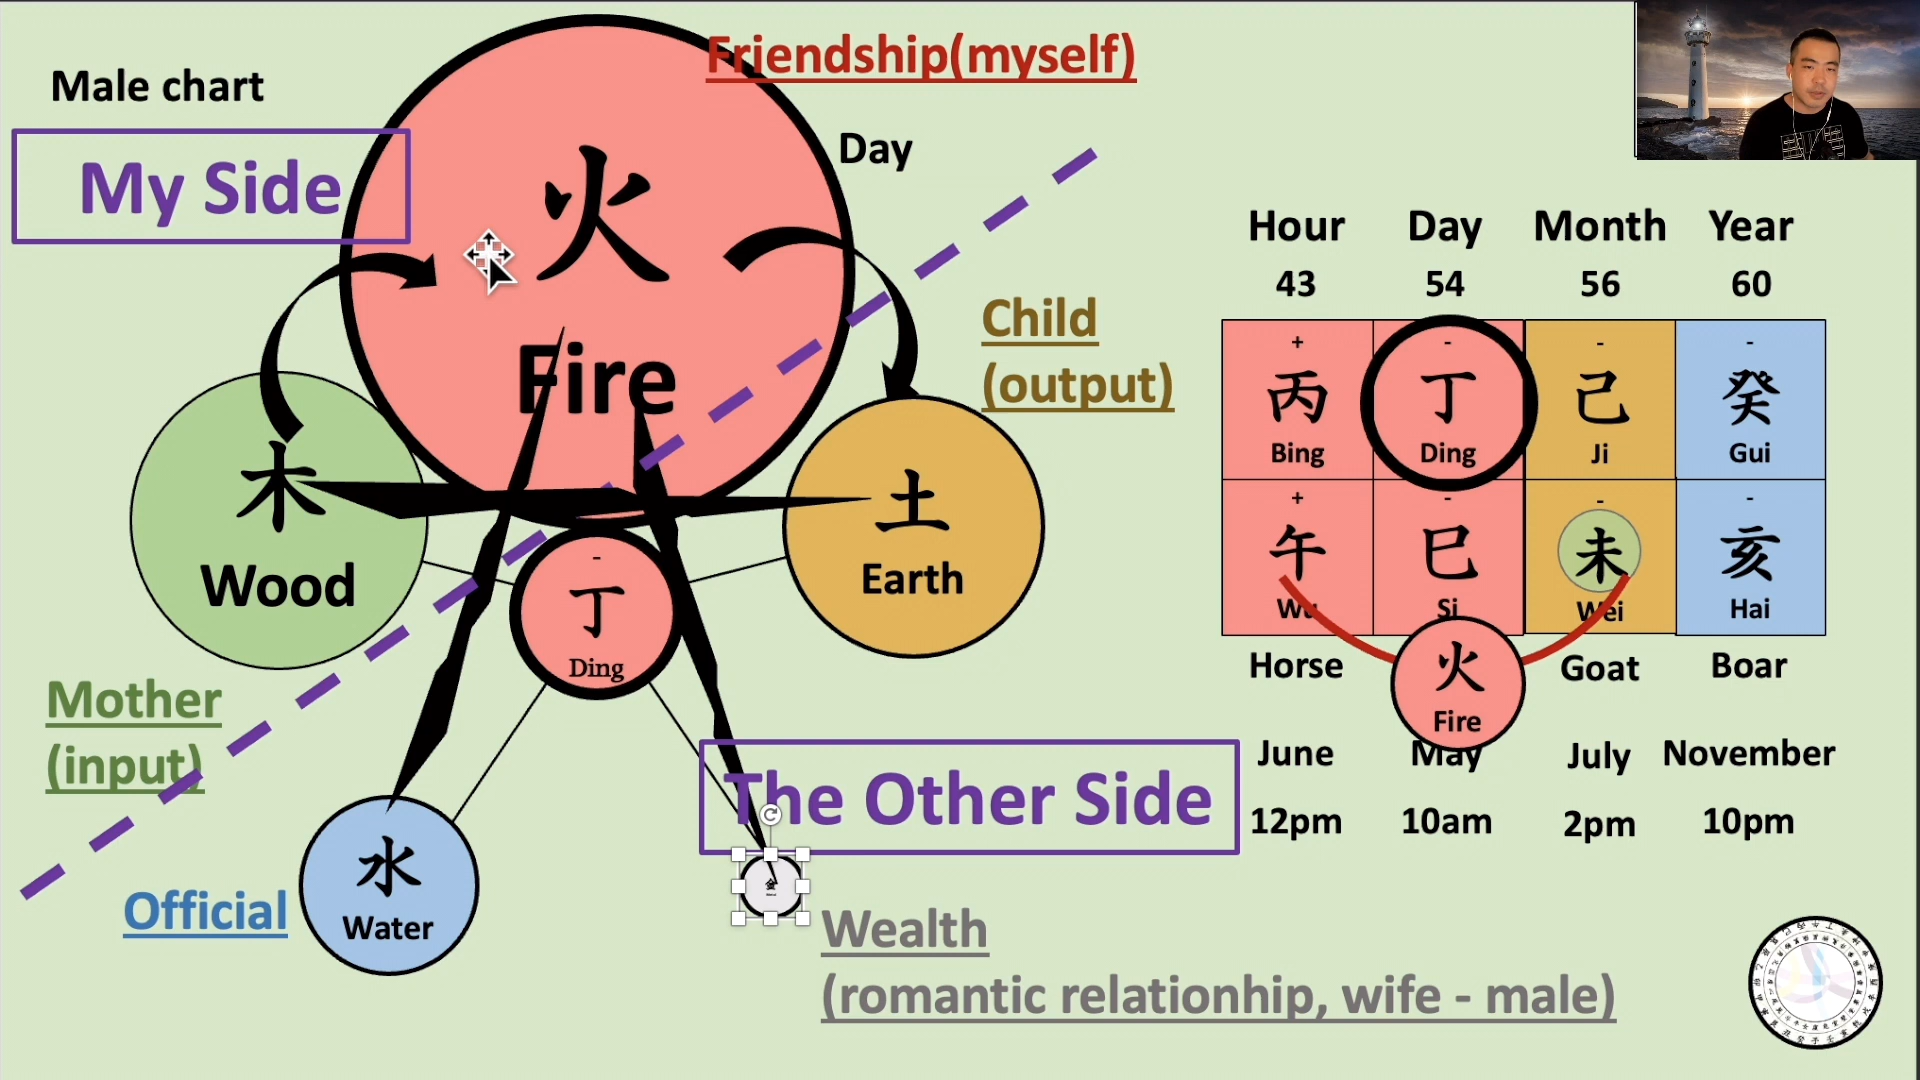 Male chart
My Side
Friendship(myself)
Day
火
Fire
木
Wood
土
Earth
-
丁
Ding
水
Water
Child
(output)
Mother
(input)
Official
The Other Side
Wealth
(romantic relationhip, wife - male)
Hour Day Month Year
43 54 56 60
+ - - -
丙 丁 己 癸
Bing Ding Ji Gui
+ - - -
午 巳 未 亥
Wu Si Wei Hai
火
Fire
Horse Goat Boar
June May July November
12pm 10am 2pm 10pm